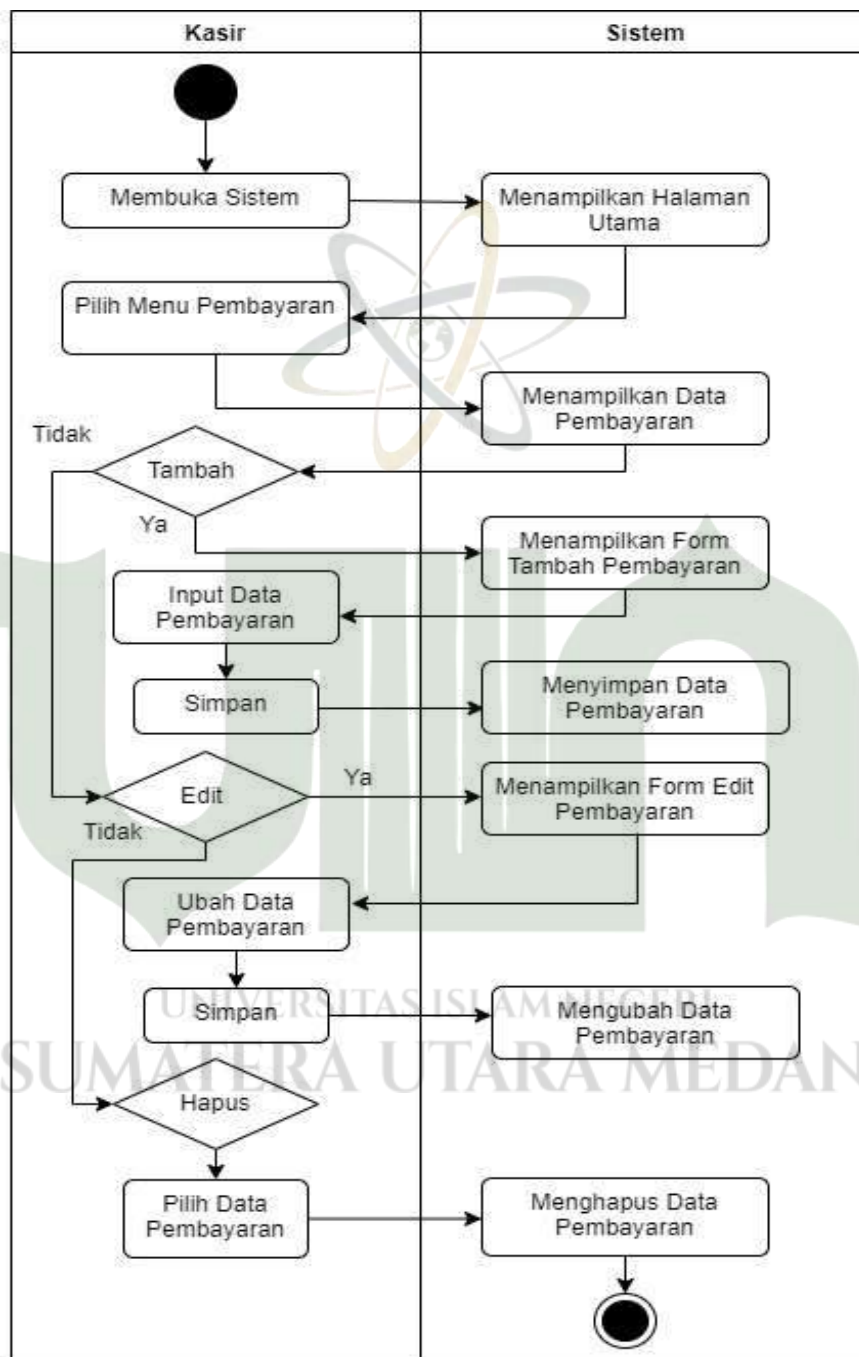 Kasir
Sistem
Membuka Sistem
Menampilkan Halaman
Utama
Pilih Menu Pembayaran
Menampilkan Data
Pembayaran
Tidak
Tambah
Ya
Menampilkan Form
Tambah Pembayaran
Input Data
Pembayaran
Simpan
Menyimpan Data
Pembayaran
Edit
Ya
Menampilkan Form Edit
Pembayaran
Tidak
Ubah Data
Pembayaran
Simpan
Mengubah Data
Pembayaran
UNIVERSITAS ISLAM NEGERI
SUMATERA UTARA MEDAN
Hapus
Pilih Data
Pembayaran
Menghapus Data
Pembayaran